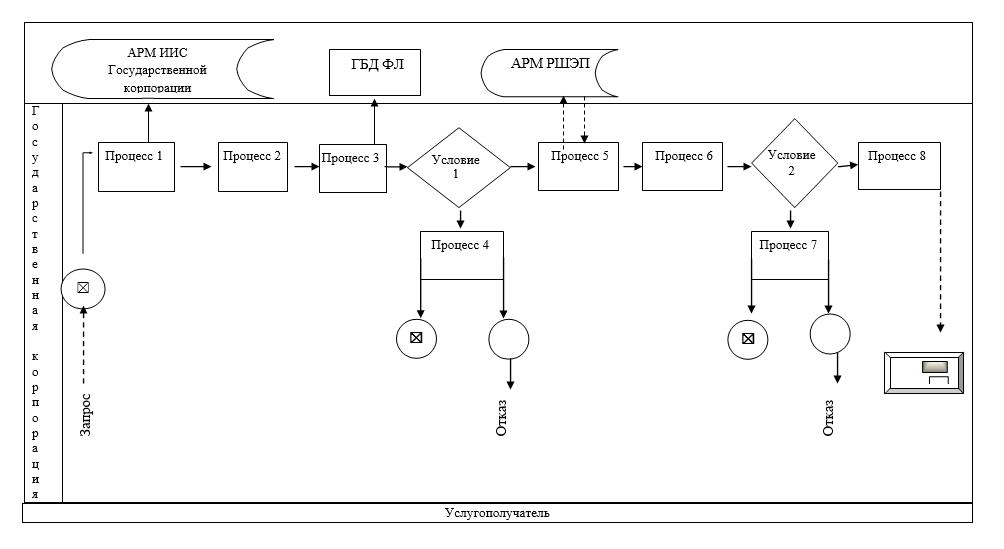 АРМ ИИС
Государственной
корпорации
ГБД ФЛ
АРМ РШЭП
Государственная корпорация
Процесс 1
Процесс 2
Процесс 3
Условие
1
Процесс 5
Процесс 6
Условие
2
Процесс 8
Процесс 4
Процесс 7
Запрос
Отказ
Отказ
Услугополучатель